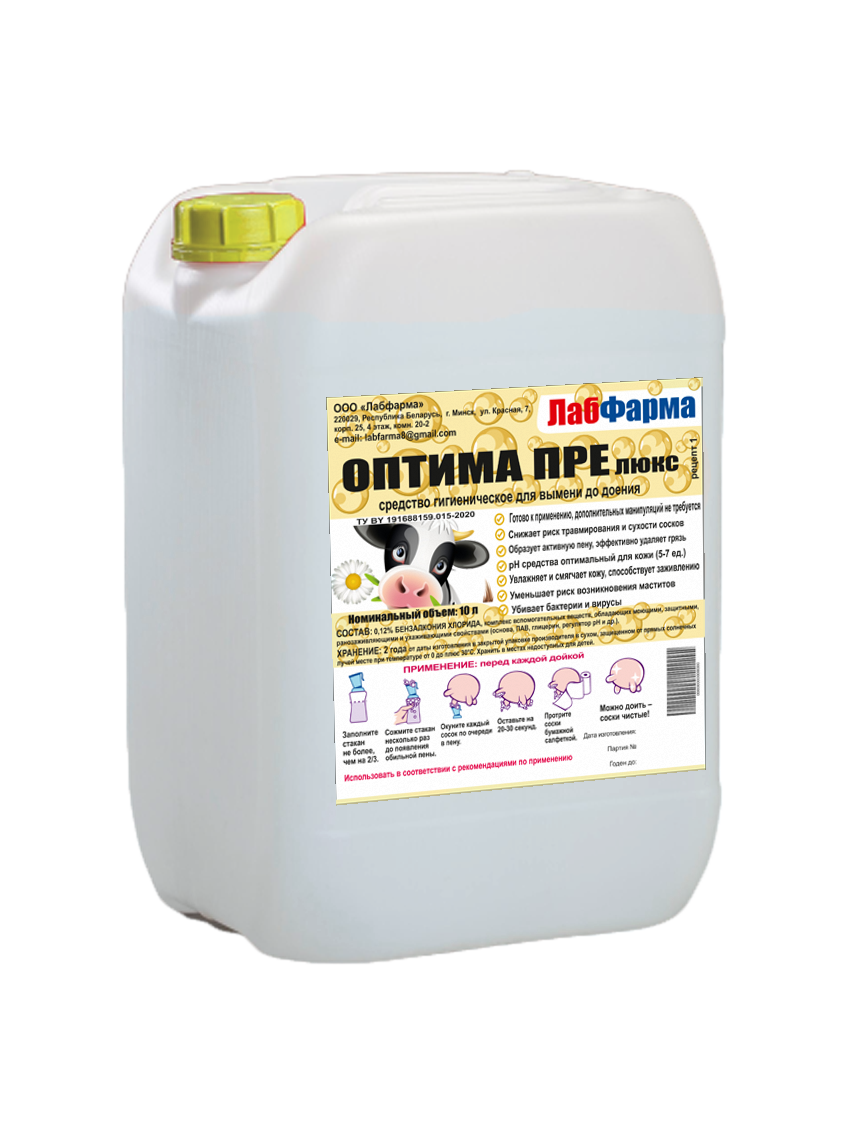 ООО «Лабфарма»
220029, Республика Беларусь, г. Минск, ул. Красная, 7,
корп. 25, 4 этаж, комн. 20-2
e-mail: labfarma8@gmail.com
ЛабФарма
ОПТИМА ПРЕ люкс
рецепт 1
средство гигиеническое для вымени до доения
ТУ BY 191688159.015-2020
Готово к применению, дополнительных манипуляций не требуется
Снижает риск травмирования и сухости сосков
Образует активную пену, эффективно удаляет грязь
pH средства оптимальный для кожи (5-7 ед.)
Увлажняет и смягчает кожу, способствует заживлению
Уменьшает риск возникновения маститов
Убивает бактерии и вирусы
Номинальный объем: 10 л
СОСТАВ: 0,12% БЕНЗАЛКОНИЯ ХЛОРИДА, комплекс вспомогательных веществ, обладающих моющими, защитными,
ранозаживляющими и ухаживающими свойствами (основа, ПАВ, глицерин, регулятор pH и др.).
ХРАНЕНИЕ: 2 года от даты изготовления в закрытой упаковке производителя в сухом, защищенном от прямых солнечных
лучей месте при температуре от 0 до плюс 30°C. Хранить в местах недоступных для детей.
ПРИМЕНЕНИЕ: перед каждой дойкой
Заполните
стакан
не более,
чем на 2/3.
Сожмите стакан
несколько раз
до появления
обильной пены.
Окуните каждый
сосок по очереди
в пену.
Оставьте на
20-30 секунд.
Протрите
соски
бумажной
салфеткой.
Можно доить –
соски чистые!
Дата изготовления:
Партия №
Годен до:
Использовать в соответствии с рекомендациями по применению